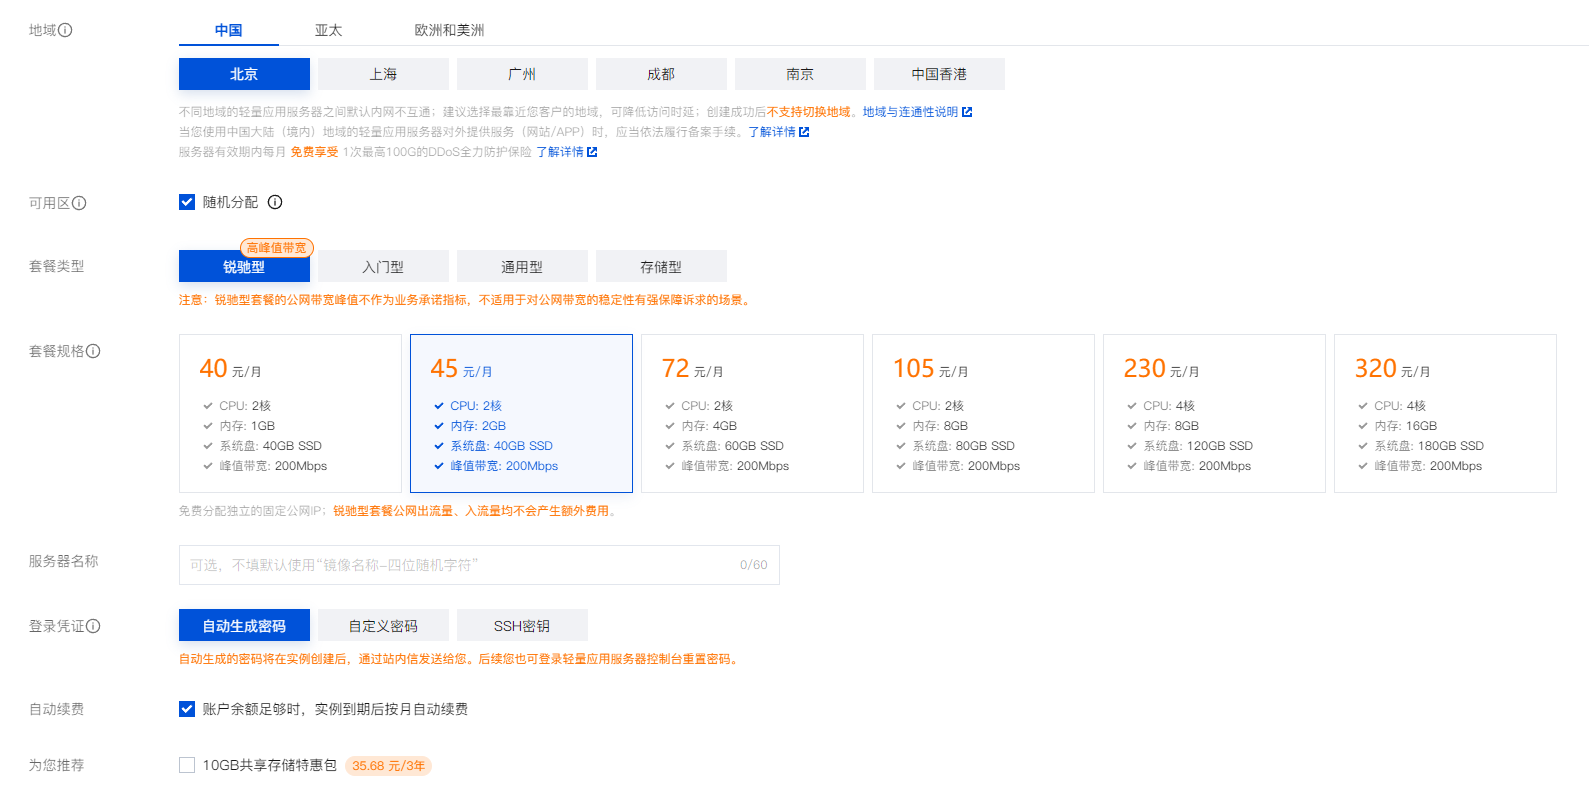 地域
中国 亚太 欧洲和美洲
北京 上海 广州 成都 南京 中国香港
不同地域的轻量应用服务器之间默认内网不互通；建议选择最靠近您客户的地域，可降低访问时延；创建成功后不支持切换地域。地域与连通性说明
当您使用中国大陆（境内）地域的轻量应用服务器对外提供服务（网站/APP）时，应当依法履行备案手续。了解详情
服务器有效期内每月 免费享受 1次最高100G的DDoS全力防护保险 了解详情
可用区 随机分配
高峰值带宽
套餐类型 锐驰型 入门型 通用型 存储型
注意：锐驰型套餐的公网带宽峰值不作为业务承诺指标，不适用于对公网带宽的稳定性有强保障诉求的场景。
套餐规格
40 元/月
CPU: 2核
内存: 1GB
系统盘: 40GB SSD
峰值带宽: 200Mbps
45 元/月
CPU: 2核
内存: 2GB
系统盘: 40GB SSD
峰值带宽: 200Mbps
72 元/月
CPU: 2核
内存: 4GB
系统盘: 60GB SSD
峰值带宽: 200Mbps
105 元/月
CPU: 2核
内存: 8GB
系统盘: 80GB SSD
峰值带宽: 200Mbps
230 元/月
CPU: 4核
内存: 8GB
系统盘: 120GB SSD
峰值带宽: 200Mbps
320 元/月
CPU: 4核
内存: 16GB
系统盘: 180GB SSD
峰值带宽: 200Mbps
免费分配独立的固定公网IP；锐驰型套餐公网出流量、入流量均不会产生额外费用。
服务器名称
可选，不填默认使用“镜像名称-四位随机字符” 0/60
登录凭证 自动生成密码 自定义密码 SSH密钥
自动生成的密码将在实例创建后，通过站内信发送给您。后续您也可登录轻量应用服务器控制台重置密码。
自动续费 账户余额足够时，实例到期后按月自动续费
为您推荐 10GB共享存储特惠包 35.68 元/3年